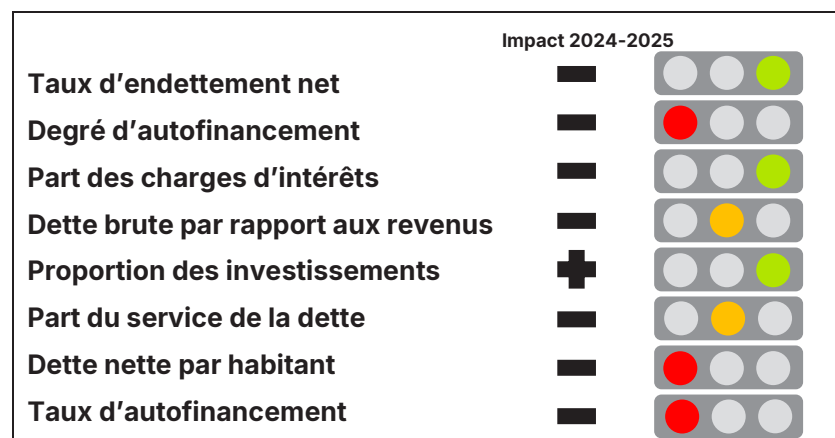 Impact 2024-2025
Taux d’endettement net
Degré d’autofinancement
Part des charges d’intérêts
Dette brute par rapport aux revenus
Proportion des investissements
Part du service de la dette
Dette nette par habitant
Taux d’autofinancement